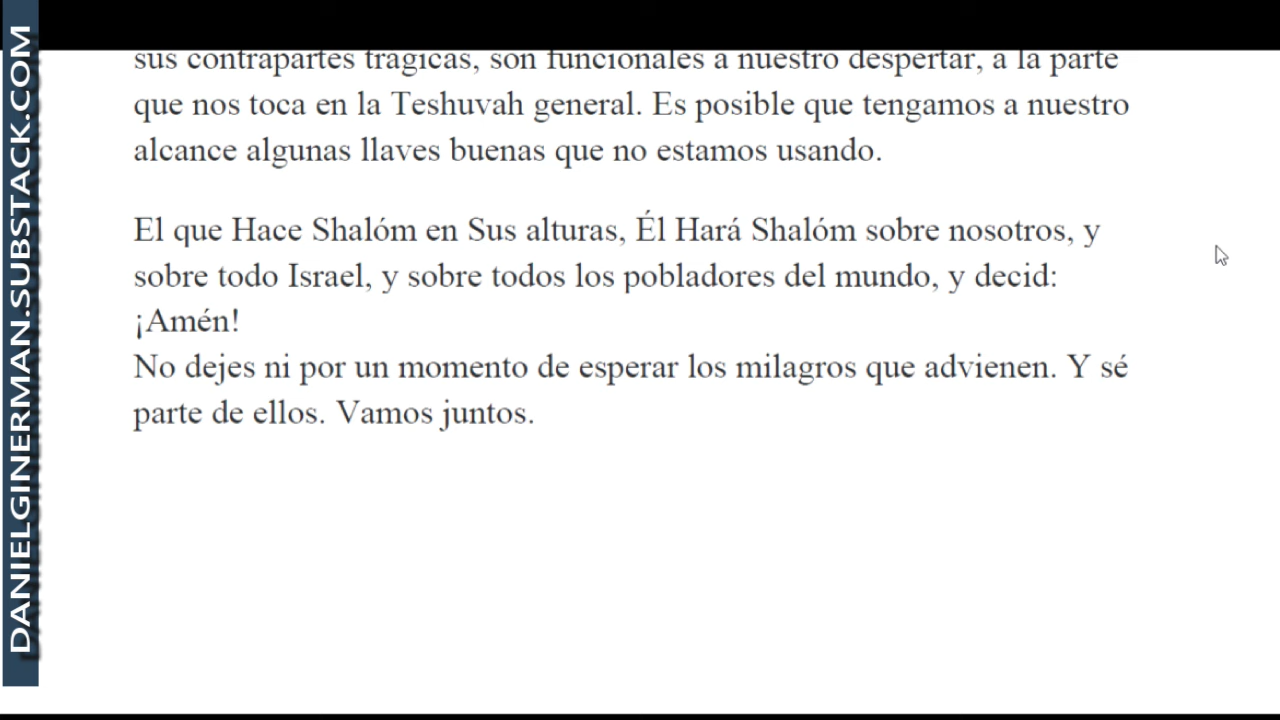 DANIELGINERMAN.SUBSTACK.COM
sus contrapartes trágicas, son funcionales a nuestro despertar, a la parte
que nos toca en la Teshuvah general. Es posible que tengamos a nuestro
alcance algunas llaves buenas que no estamos usando.
El que Hace Shalóm en Sus alturas, Él Hará Shalóm sobre nosotros, y
sobre todo Israel, y sobre todos los pobladores del mundo, y decid:
¡Amén!
No dejes ni por un momento de esperar los milagros que advienen. Y sé
parte de ellos. Vamos juntos.